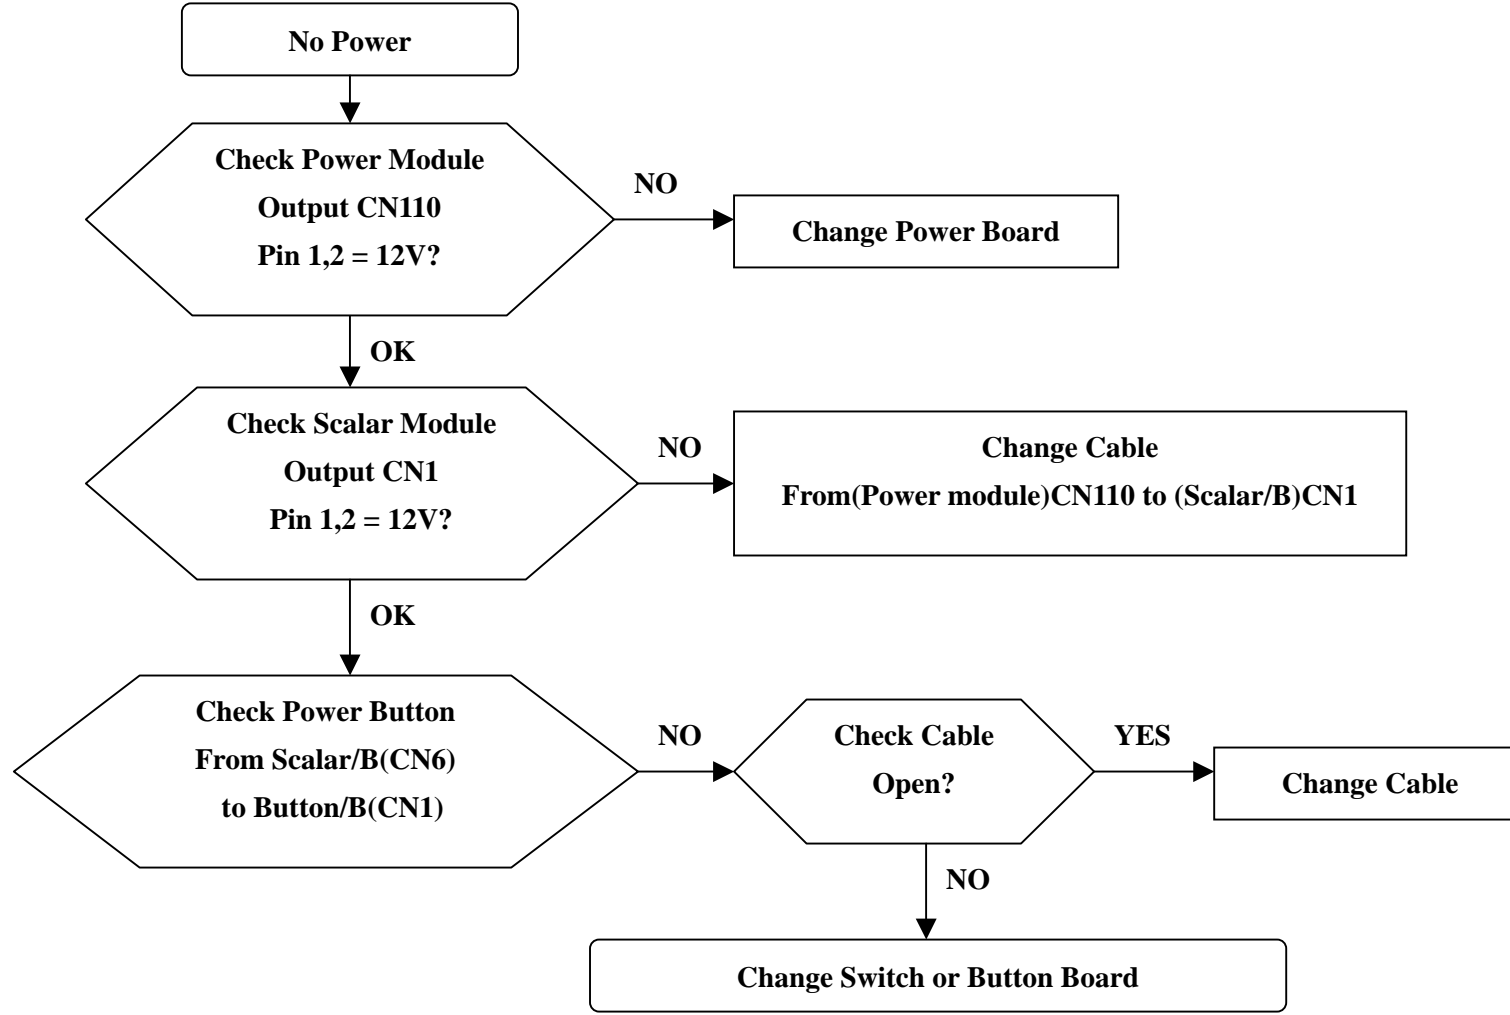 No Power
Check Power Module
Output CN110
Pin 1,2 = 12V?
NO
Change Power Board
OK
Check Scalar Module
Output CN1
Pin 1,2 = 12V?
NO
Change Cable
From(Power module)CN110 to (Scalar/B)CN1
OK
Check Power Button
From Scalar/B(CN6)
to Button/B(CN1)
NO
Check Cable
Open?
YES
Change Cable
NO
Change Switch or Button Board